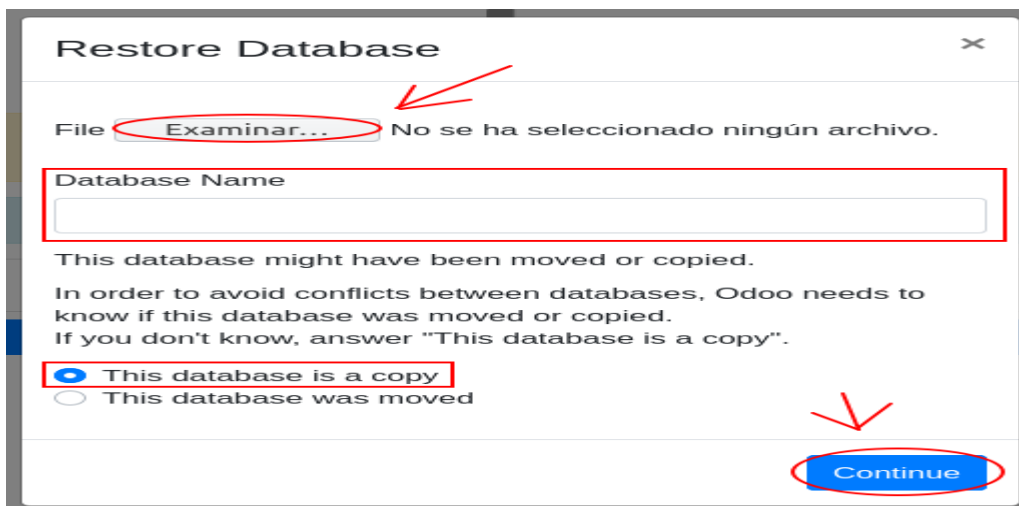 Restore Database ×
File Examinar... No se ha seleccionado ningún archivo.
Database Name
This database might have been moved or copied.
In order to avoid conflicts between databases, Odoo needs to
know if this database was moved or copied.
If you don't know, answer "This database is a copy".
This database is a copy
This database was moved
Continue